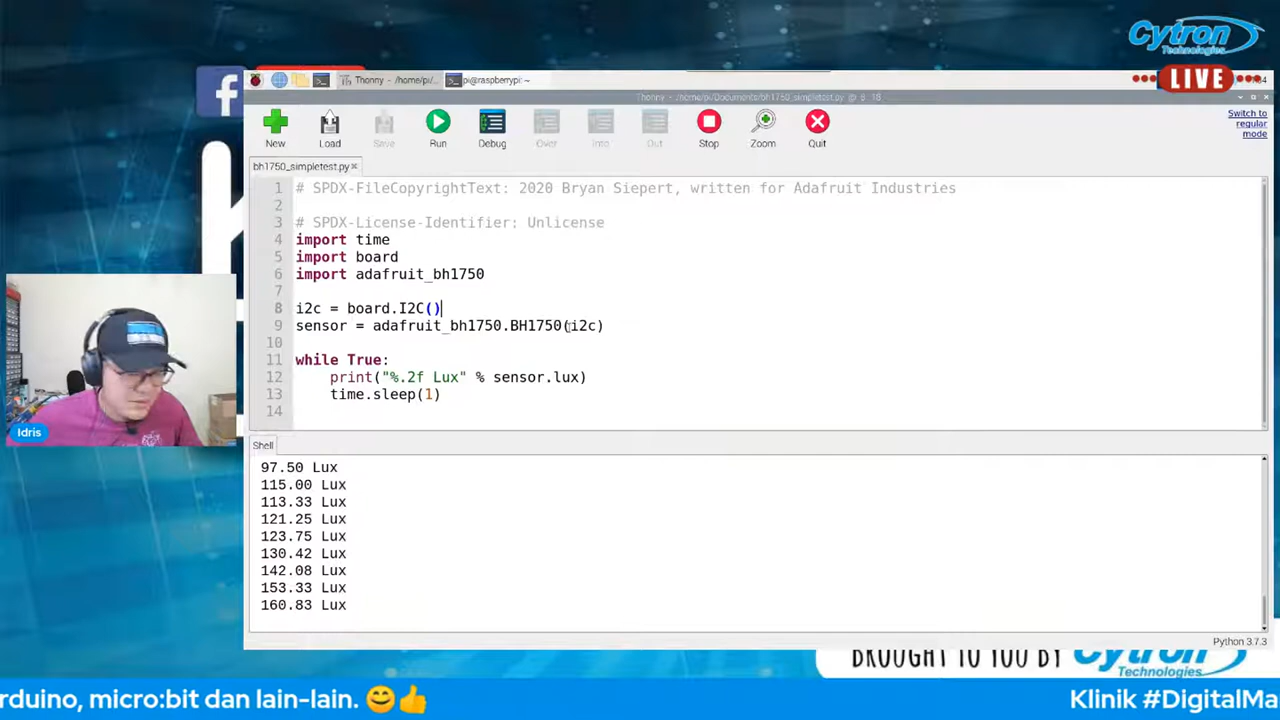 Cytron
Technologies
LIVE
Thonny - /home/pi/...
pi@raspberrypi: ~
Thonny - /home/pi/Documents/bh1750_simpletest.py @ 8 : 18
New
Load
Save
Run
Debug
Over
Into
Out
Stop
Zoom
Quit
Switch to
regular
mode
bh1750_simpletest.py
1 # SPDX-FileCopyrightText: 2020 Bryan Siepert, written for Adafruit Industries
2
3 # SPDX-License-Identifier: Unlicense
4 import time
5 import board
6 import adafruit_bh1750
7
8 i2c = board.I2C()
9 sensor = adafruit_bh1750.BH1750(i2c)
10
11 while True:
12     print("%.2f Lux" % sensor.lux)
13     time.sleep(1)
14
Idris
Shell
97.50 Lux
115.00 Lux
113.33 Lux
121.25 Lux
123.75 Lux
130.42 Lux
142.08 Lux
153.33 Lux
160.83 Lux
Python 3.7.3
BROUGHT TO YOU BY Cytron
Technologies
rduino, micro:bit dan lain-lain. 😊👍
Klinik #DigitalMa